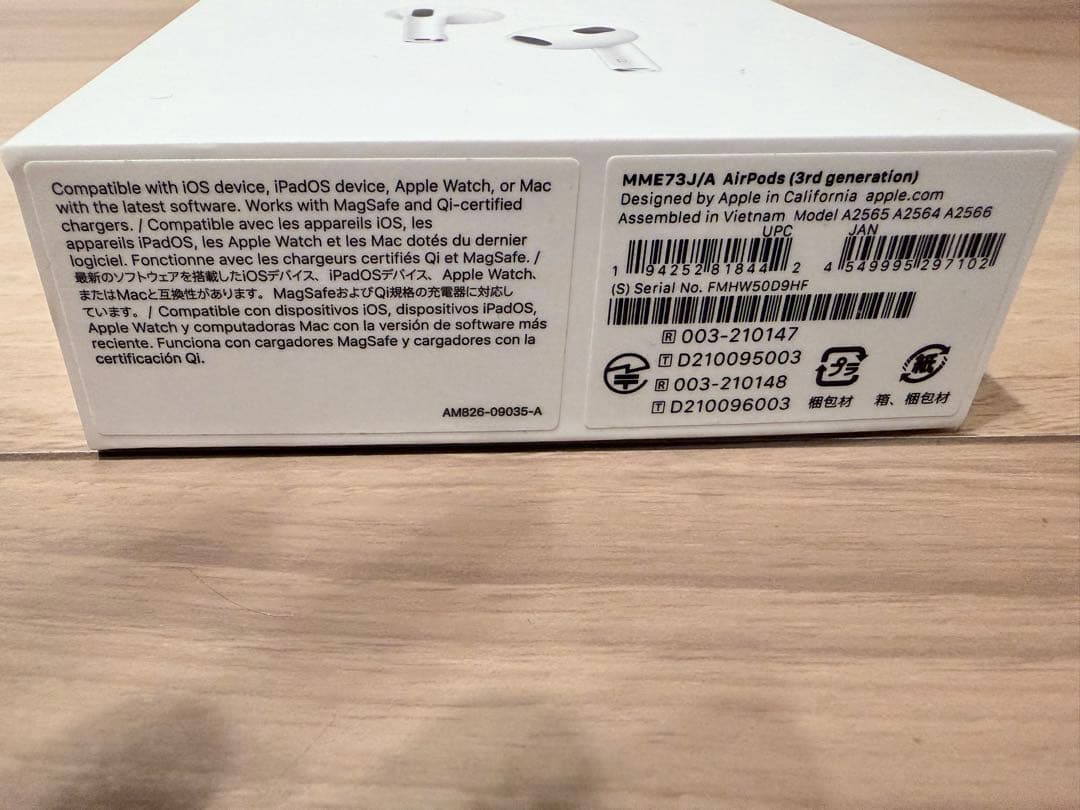 Compatible with iOS device, iPadOS device, Apple Watch, or Mac
with the latest software. Works with MagSafe and Qi-certified
chargers. / Compatible avec les appareils iOS, les
appareils iPadOS, les Apple Watch et les Mac dotés du dernier
logiciel. Fonctionne avec les chargeurs certifiés Qi et MagSafe. /
最新のソフトウェアを搭載したiOSデバイス、iPadOSデバイス、Apple Watch、
またはMacと互換性があります。MagSafeおよびQi規格の充電器に対応し
ています。/ Compatible con dispositivos iOS, dispositivos iPadOS,
Apple Watch y computadoras Mac con la versión de software más
reciente. Funciona con cargadores MagSafe y cargadores con la
certificación Qi.
AM826-09035-A
MME73J/A AirPods (3rd generation)
Designed by Apple in California apple.com
Assembled in Vietnam Model A2565 A2564 A2566
UPC JAN
1 94252 81844 2 4 549995 297102
(S) Serial No. FMHW50D9HF
R 003-210147
T D210095003
R 003-210148
T D210096003
プラ 紙
梱包材 箱、梱包材